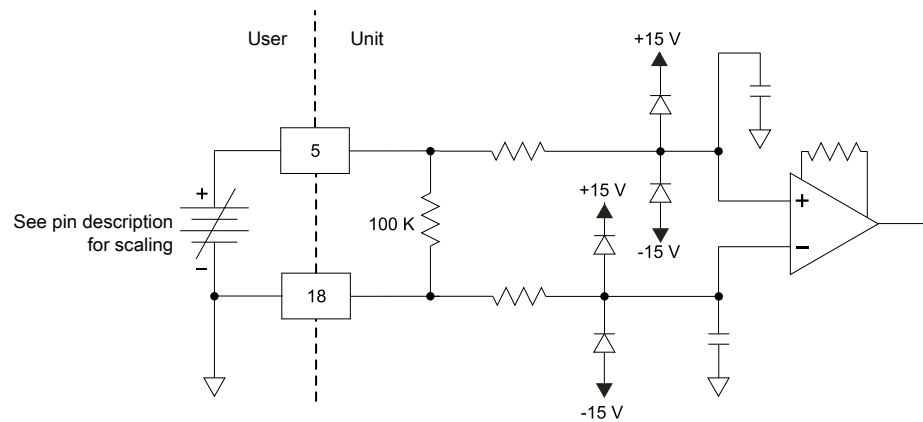 User
Unit
+15 V
5
+
See pin description
for scaling
–
100 K
+15 V
-15 V
+
–
18
-15 V